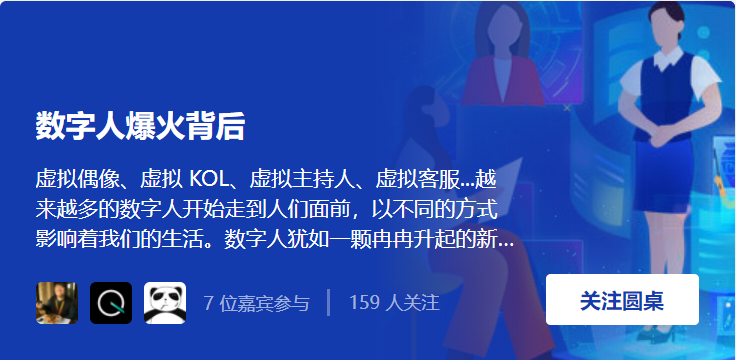 数字人爆火背后
虚拟偶像、虚拟 KOL、虚拟主持人、虚拟客服...越
来越多的数字人开始走到人们面前，以不同的方式
影响着我们的生活。数字人犹如一颗冉冉升起的新...
7 位嘉宾参与 | 159 人关注
关注圆桌